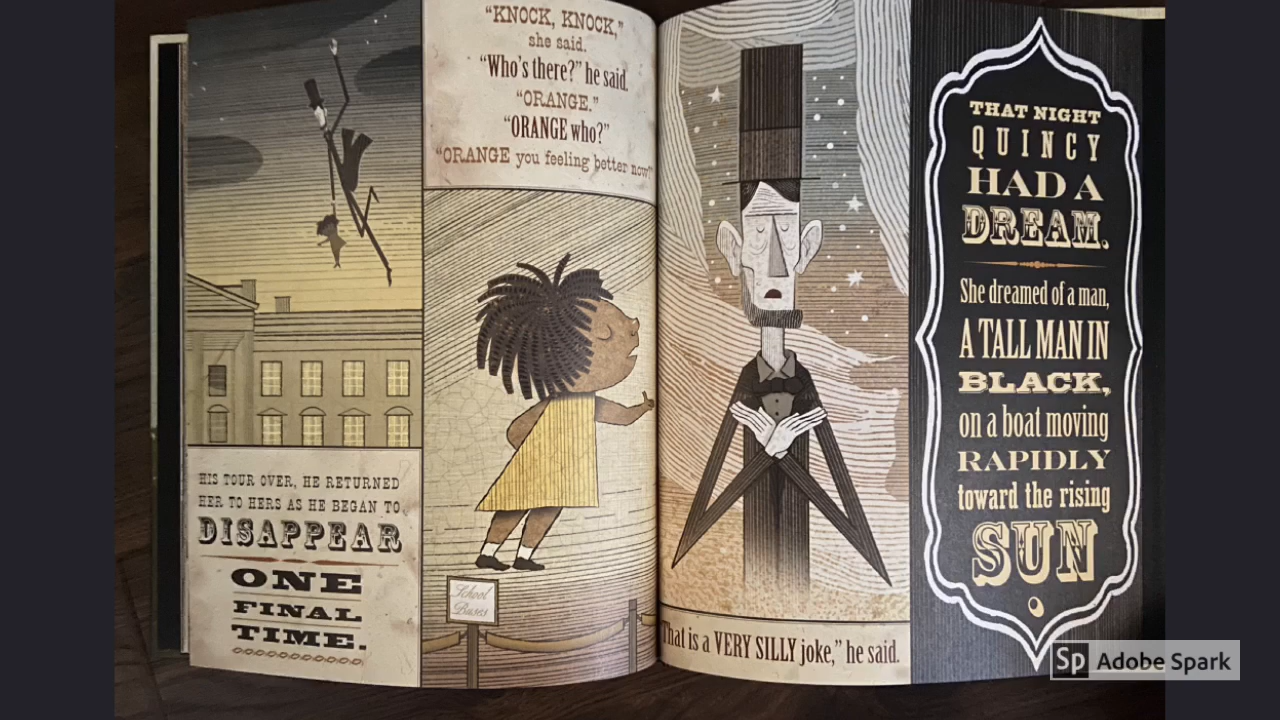 HIS TOUR OVER, HE RETURNED
HER TO HERS AS HE BEGAN TO
DISAPPEAR
ONE
FINAL
TIME.
"KNOCK, KNOCK,"
she said.
"Who's there?" he said.
"ORANGE."
"ORANGE who?"
"ORANGE you feeling better now?"
School
Buses
"That is a VERY SILLY joke," he said.
THAT NIGHT
QUINCY
HAD A
DREAM.
She dreamed of a man,
A TALL MAN IN
BLACK,
on a boat moving
RAPIDLY
toward the rising
SUN
Sp Adobe Spark